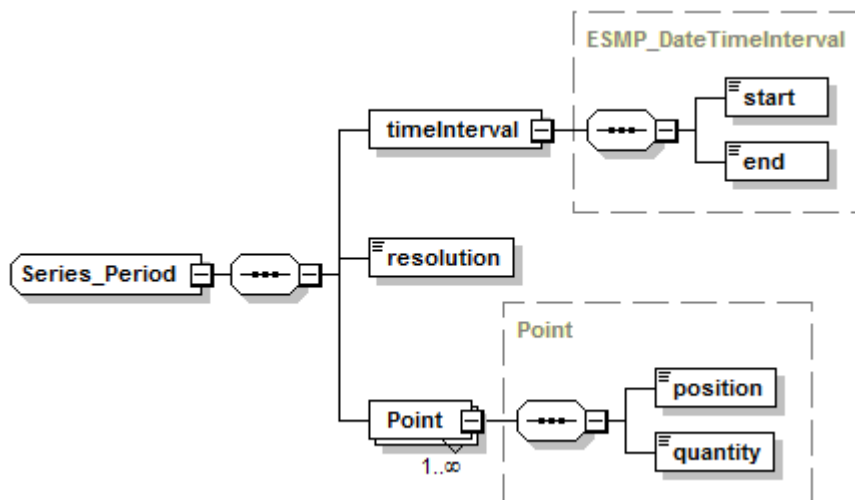 ESMP_DateTimeInterval
start
timeInterval
end
resolution
Series_Period
Point
position
Point
1..∞
quantity